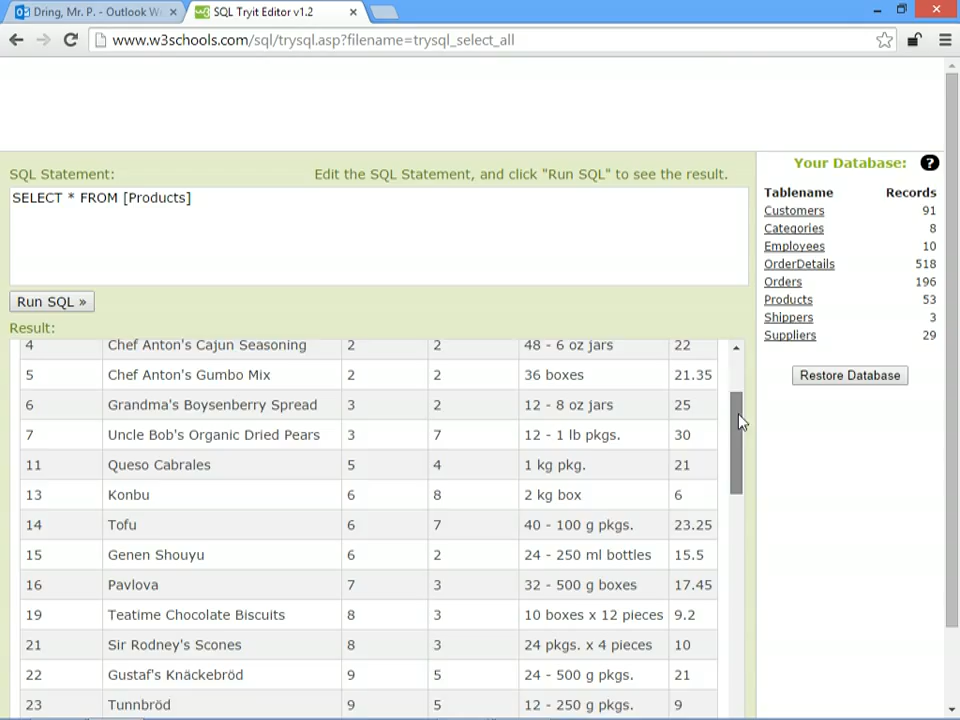 Dring, Mr. P. - Outlook W
SQL Tryit Editor v1.2
www.w3schools.com/sql/trysql.asp?filename=trysql_select_all
SQL Statement:
Edit the SQL Statement, and click "Run SQL" to see the result.
SELECT * FROM [Products]
Run SQL »
Result:
4 Chef Anton's Cajun Seasoning 2 2 48 - 6 oz jars 22
5 Chef Anton's Gumbo Mix 2 2 36 boxes 21.35
6 Grandma's Boysenberry Spread 3 2 12 - 8 oz jars 25
7 Uncle Bob's Organic Dried Pears 3 7 12 - 1 lb pkgs. 30
11 Queso Cabrales 5 4 1 kg pkg. 21
13 Konbu 6 8 2 kg box 6
14 Tofu 6 7 40 - 100 g pkgs. 23.25
15 Genen Shouyu 6 2 24 - 250 ml bottles 15.5
16 Pavlova 7 3 32 - 500 g boxes 17.45
19 Teatime Chocolate Biscuits 8 3 10 boxes x 12 pieces 9.2
21 Sir Rodney's Scones 8 3 24 pkgs. x 4 pieces 10
22 Gustaf's Knäckebröd 9 5 24 - 500 g pkgs. 21
23 Tunnbröd 9 5 12 - 250 g pkgs. 9
Your Database: ?
Tablename Records
Customers 91
Categories 8
Employees 10
OrderDetails 518
Orders 196
Products 53
Shippers 3
Suppliers 29
Restore Database